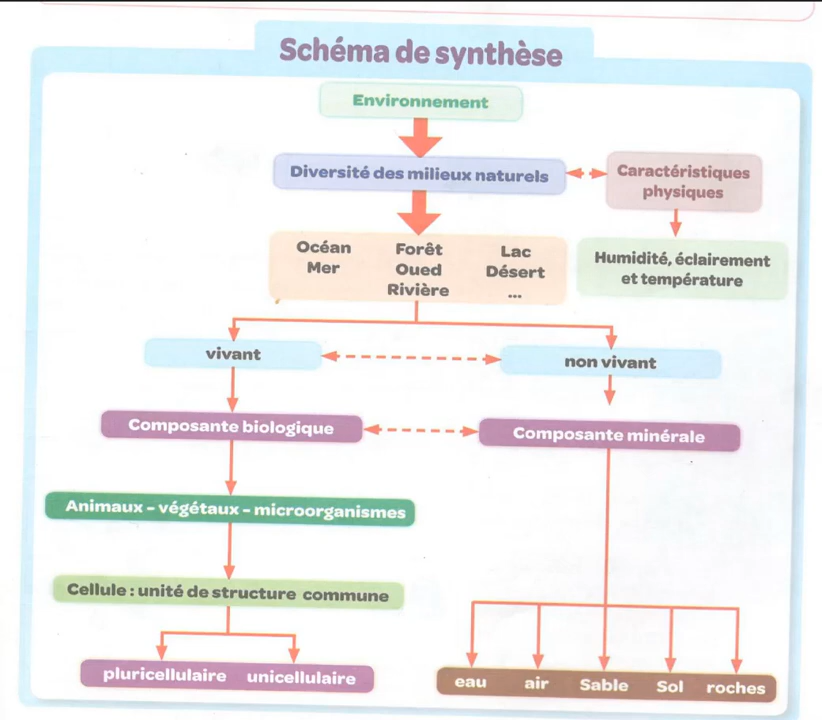 Schéma de synthèse
Environnement
Diversité des milieux naturels
Caractéristiques
physiques
Océan
Mer
Forêt
Oued
Rivière
Lac
Désert
...
Humidité, éclairement
et température
vivant
non vivant
Composante biologique
Composante minérale
Animaux - végétaux - microorganismes
Cellule : unité de structure commune
pluricellulaire unicellulaire
eau air Sable Sol roches